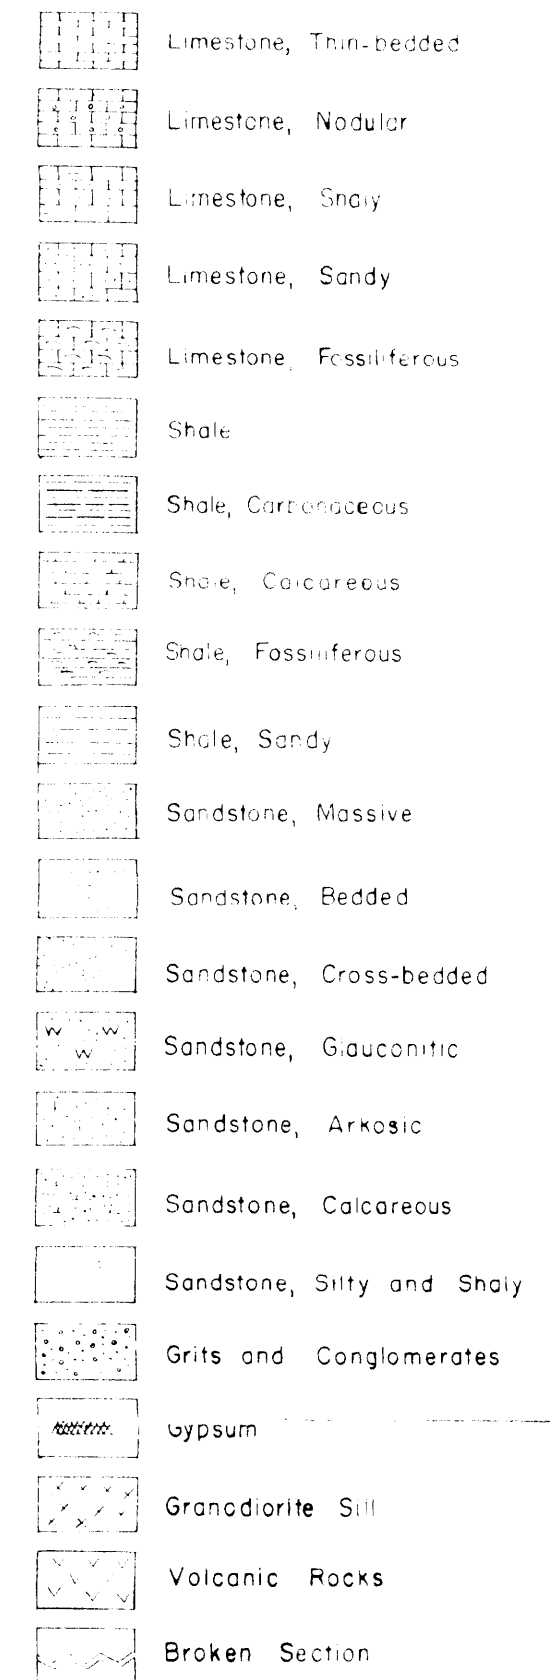 Limestone, Thin-bedded
Limestone, Nodular
Limestone, Shaly
Limestone, Sandy
Limestone, Fossiliferous
Shale
Shale, Carbonaceous
Shale, Calcareous
Shale, Fossiliferous
Shale, Sandy
Sandstone, Massive
Sandstone, Bedded
Sandstone, Cross-bedded
Sandstone, Glauconitic
Sandstone, Arkosic
Sandstone, Calcareous
Sandstone, Silty and Shaly
Grits and Conglomerates
Gypsum
Granodiorite Sill
Volcanic Rocks
Broken Section